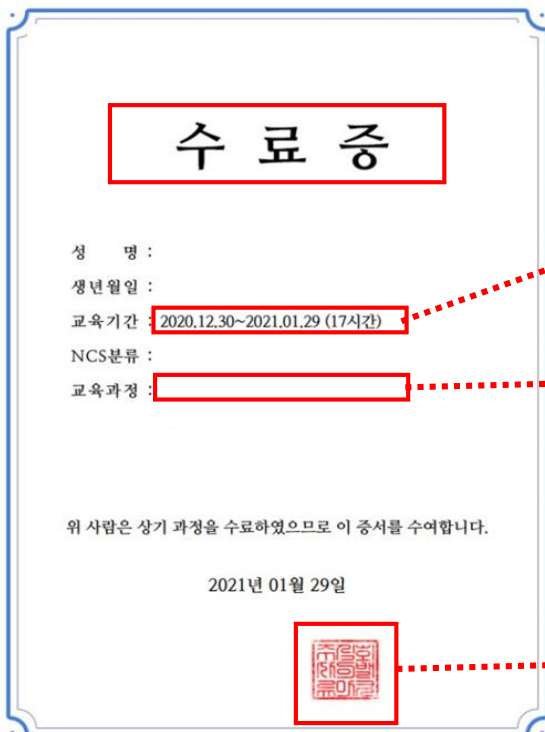 수 료 증
성 명 :
생년월일 :
교육기간 : 2020.12.30~2021.01.29 (17시간)
NCS분류 :
교육과정 :
위 사람은 상기 과정을 수료하였으므로 이 증서를 수여합니다.
2021년 01월 29일